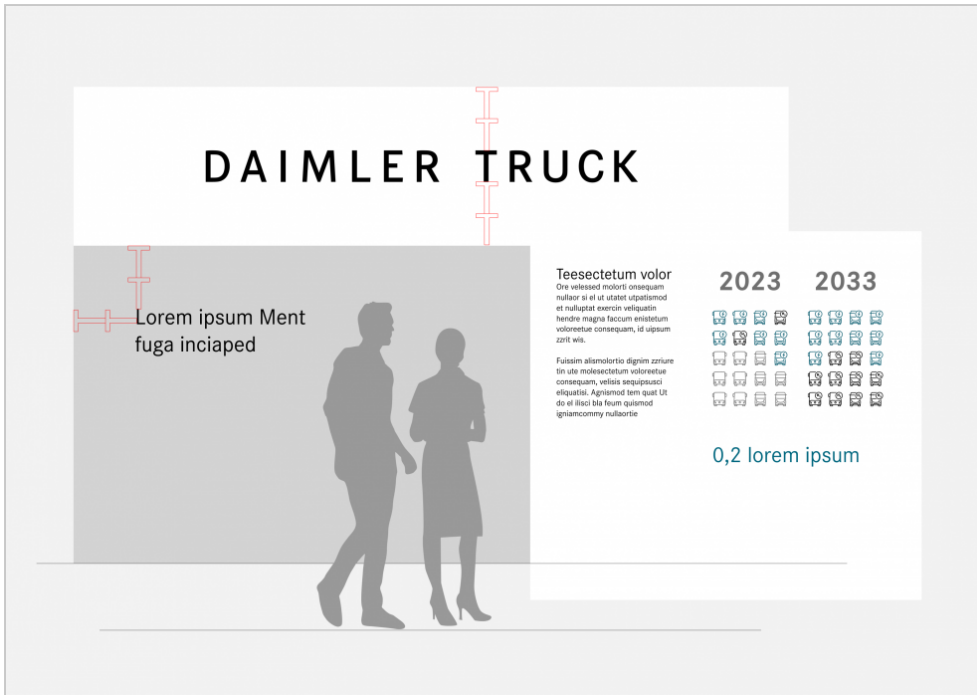 DAIMLER TRUCK
Lorem ipsum Ment
fuga inciaped
Teesectetum volor
Ore velessed molorti onsequam
nullaor si el ut utatet utpatismod
et nulluptat exercin veliquatin
hendre magna faccum enistetum
voloreetue consequam, id uipsum
zzrit wis.
Fuissim alismolortio dignim zzriure
tin ute molesectetum voloreetue
consequam, velisis sequipsusci
eliquatisi. Agnismod tem quat Ut
do el ilisci bla feum quismod
igniamcommy nullaortie
2023
2033
0,2 lorem ipsum